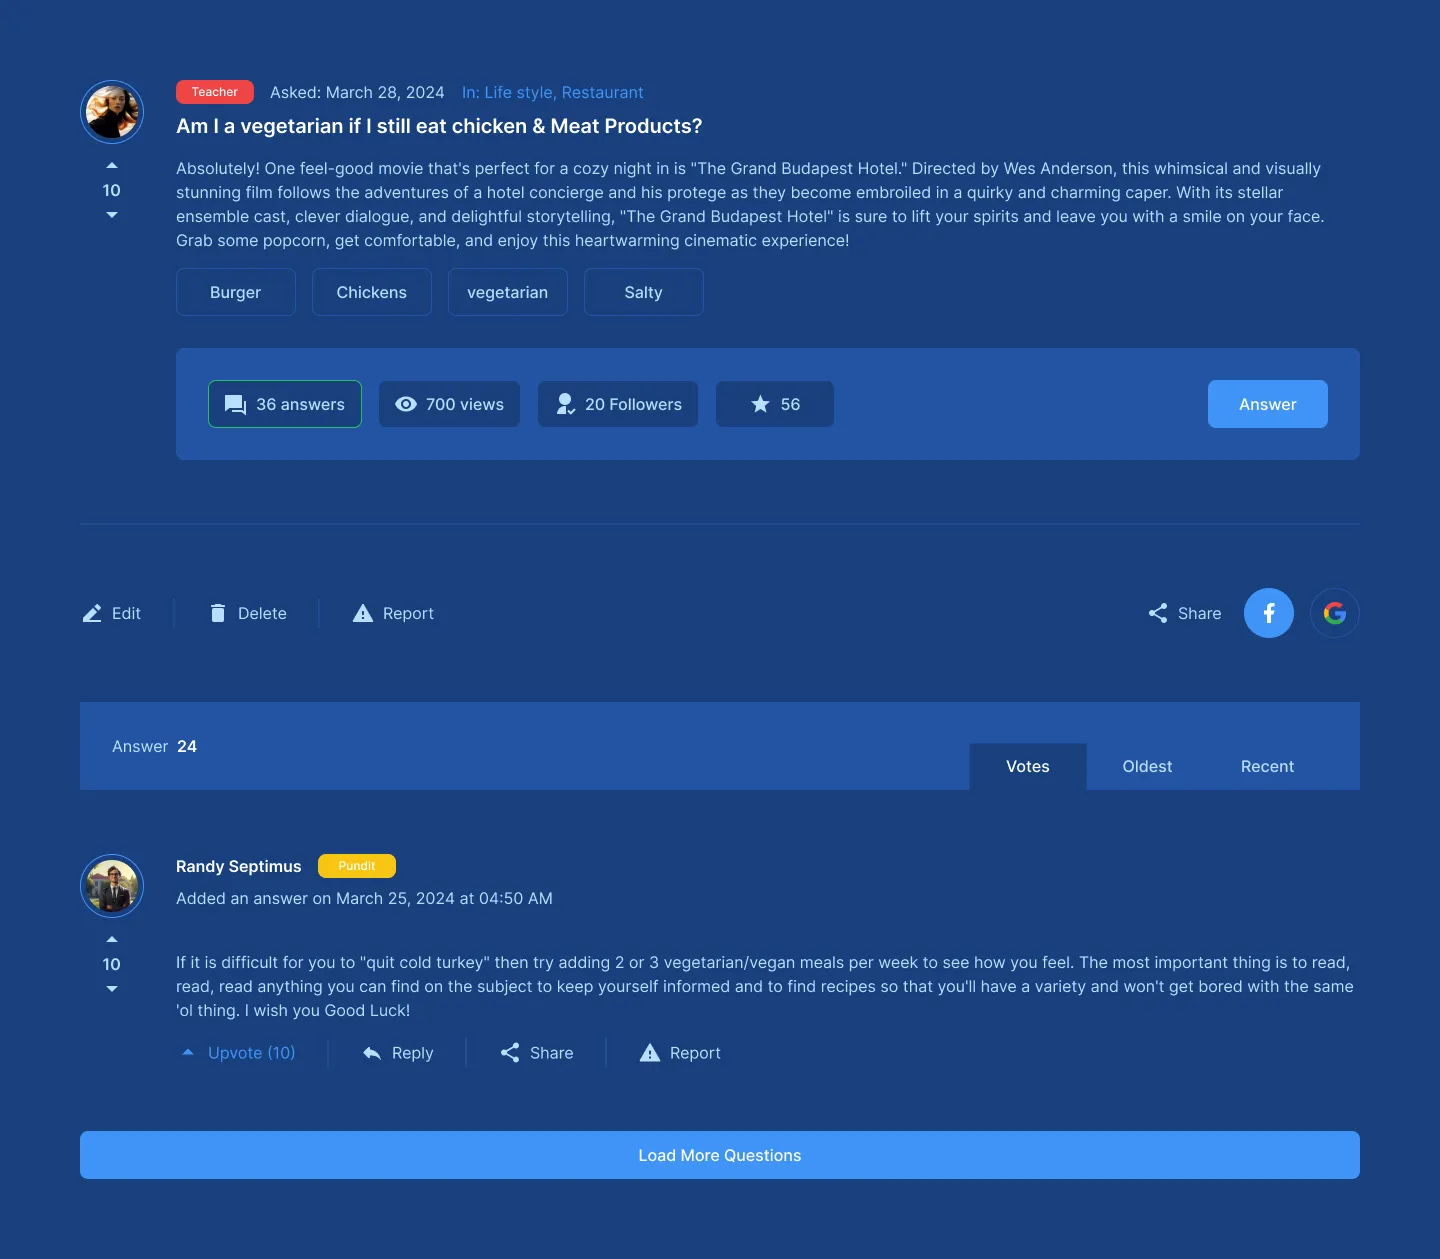 Teacher Asked: March 28, 2024 In: Life style, Restaurant
Am I a vegetarian if I still eat chicken & Meat Products?
10
Absolutely! One feel-good movie that's perfect for a cozy night in is "The Grand Budapest Hotel." Directed by Wes Anderson, this whimsical and visually
stunning film follows the adventures of a hotel concierge and his protege as they become embroiled in a quirky and charming caper. With its stellar
ensemble cast, clever dialogue, and delightful storytelling, "The Grand Budapest Hotel" is sure to lift your spirits and leave you with a smile on your face.
Grab some popcorn, get comfortable, and enjoy this heartwarming cinematic experience!
Burger Chickens vegetarian Salty
36 answers 700 views 20 Followers 56 Answer
Edit Delete Report Share
Answer 24
Votes Oldest Recent
Randy Septimus Pundit
Added an answer on March 25, 2024 at 04:50 AM
10
If it is difficult for you to "quit cold turkey" then try adding 2 or 3 vegetarian/vegan meals per week to see how you feel. The most important thing is to read,
read, read anything you can find on the subject to keep yourself informed and to find recipes so that you'll have a variety and won't get bored with the same
'ol thing. I wish you Good Luck!
Upvote (10) Reply Share Report
Load More Questions